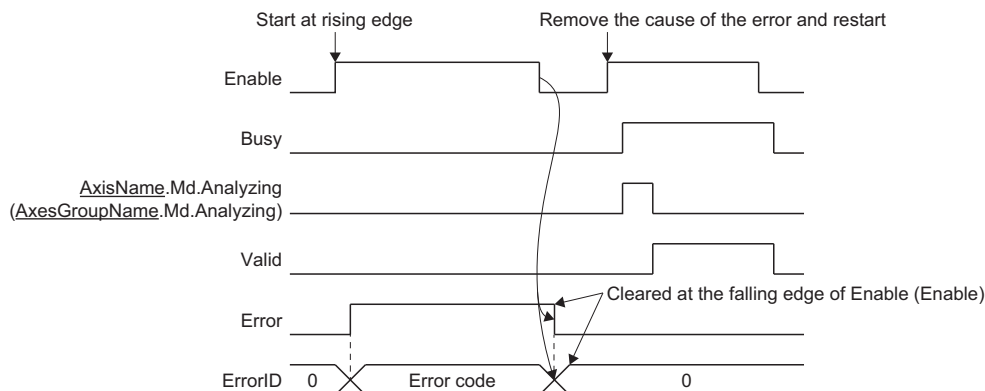 Start at rising edge
Remove the cause of the error and restart
Enable
Busy
AxisName.Md.Analyzing
(AxesGroupName.Md.Analyzing)
Valid
Cleared at the falling edge of Enable (Enable)
Error
ErrorID
0
Error code
0